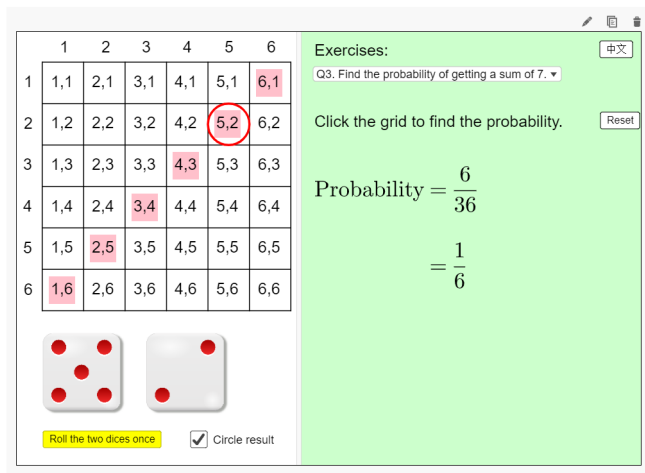 1 2 3 4 5 6
1 1,1 2,1 3,1 4,1 5,1 6,1
2 1,2 2,2 3,2 4,2 5,2 6,2
3 1,3 2,3 3,3 4,3 5,3 6,3
4 1,4 2,4 3,4 4,4 5,4 6,4
5 1,5 2,5 3,5 4,5 5,5 6,5
6 1,6 2,6 3,6 4,6 5,6 6,6
Roll the two dices once
Circle result
Exercises:
中文
Q3. Find the probability of getting a sum of 7.
Click the grid to find the probability.
Reset
Probability = 6/36
= 1/6